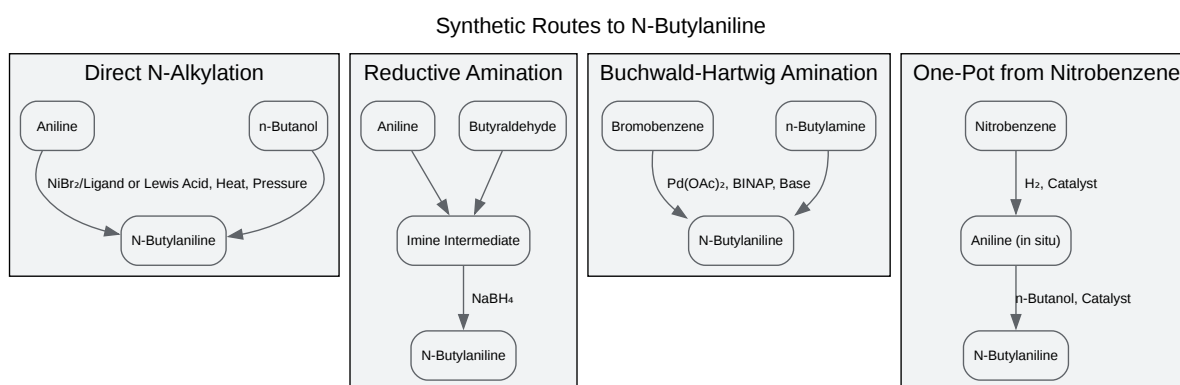 Synthetic Routes to N-Butylaniline
Direct N-Alkylation
Aniline
n-Butanol
NiBr₂/Ligand or Lewis Acid, Heat, Pressure
N-Butylaniline
Reductive Amination
Aniline
Butyraldehyde
Imine Intermediate
NaBH₄
N-Butylaniline
Buchwald-Hartwig Amination
Bromobenzene
n-Butylamine
Pd(OAc)₂, BINAP, Base
N-Butylaniline
One-Pot from Nitrobenzene
Nitrobenzene
H₂, Catalyst
Aniline (in situ)
n-Butanol, Catalyst
N-Butylaniline